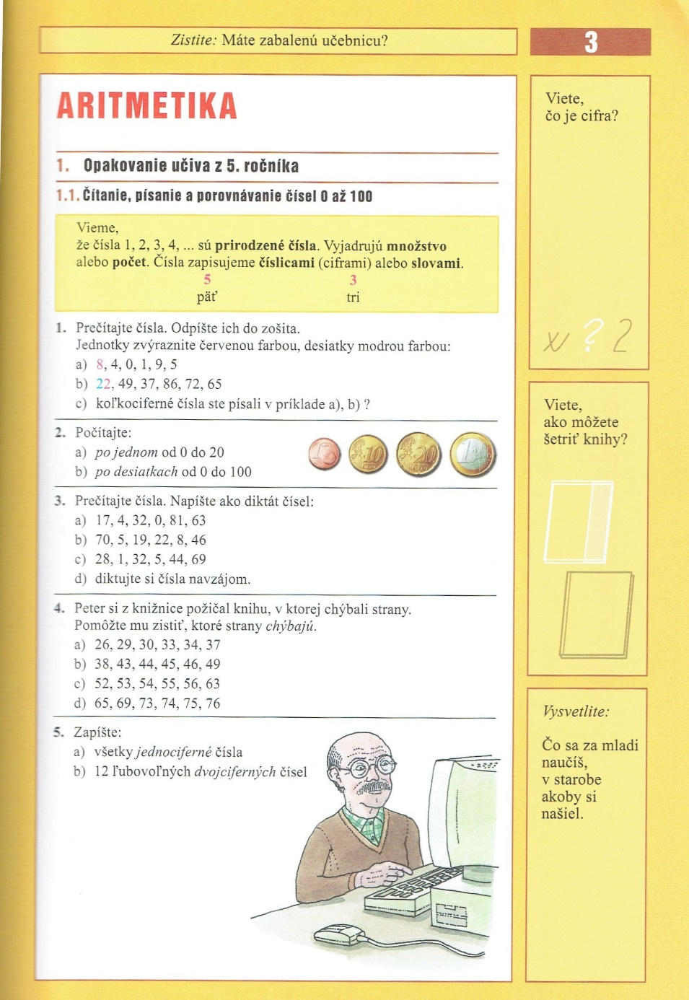 Zistite: Máte zabalenú učebnicu?
3
ARITMETIKA
1. Opakovanie učiva z 5. ročníka
1.1. Čítanie, písanie a porovnávanie čísel 0 až 100
Vieme,
že čísla 1, 2, 3, 4, ... sú prirodzené čísla. Vyjadrujú množstvo
alebo počet. Čísla zapisujeme číslicami (ciframi) alebo slovami.
5 3
päť tri
1. Prečítajte čísla. Odpíšte ich do zošita.
Jednotky zvýraznite červenou farbou, desiatky modrou farbou:
a) 8, 4, 0, 1, 9, 5
b) 22, 49, 37, 86, 72, 65
c) koľkociferné čísla ste písali v príklade a), b) ?
2. Počítajte:
a) po jednom od 0 do 20
b) po desiatkach od 0 do 100
10
20
1
3. Prečítajte čísla. Napíšte ako diktát čísel:
a) 17, 4, 32, 0, 81, 63
b) 70, 5, 19, 22, 8, 46
c) 28, 1, 32, 5, 44, 69
d) diktujte si čísla navzájom.
4. Peter si z knižnice požičal knihu, v ktorej chýbali strany.
Pomôžte mu zistiť, ktoré strany chýbajú.
a) 26, 29, 30, 33, 34, 37
b) 38, 43, 44, 45, 46, 49
c) 52, 53, 54, 55, 56, 63
d) 65, 69, 73, 74, 75, 76
5. Zapíšte:
a) všetky jednociferné čísla
b) 12 ľubovoľných dvojciferných čísel
Viete,
čo je cifra?
? 2
Viete,
ako môžete
šetriť knihy?
Vysvetlite:
Čo sa za mladi
naučíš,
v starobe
akoby si
našiel.